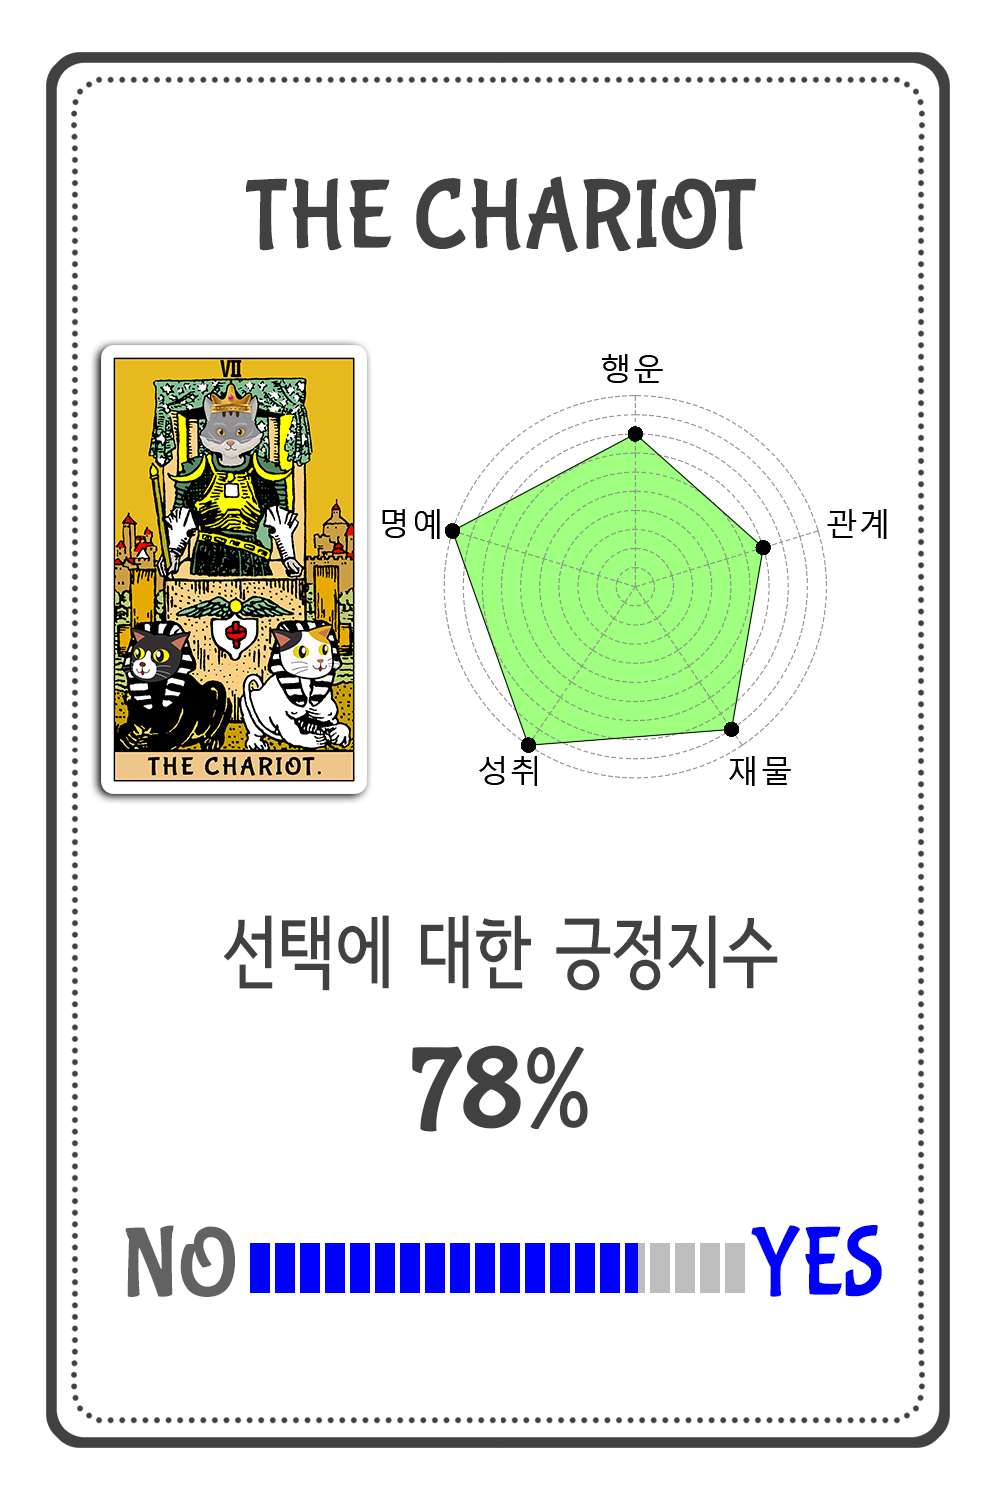 THE CHARIOT
VII
THE CHARIOT.
행운
명예
관계
성취
재물
선택에 대한 긍정지수
78%
NO YES